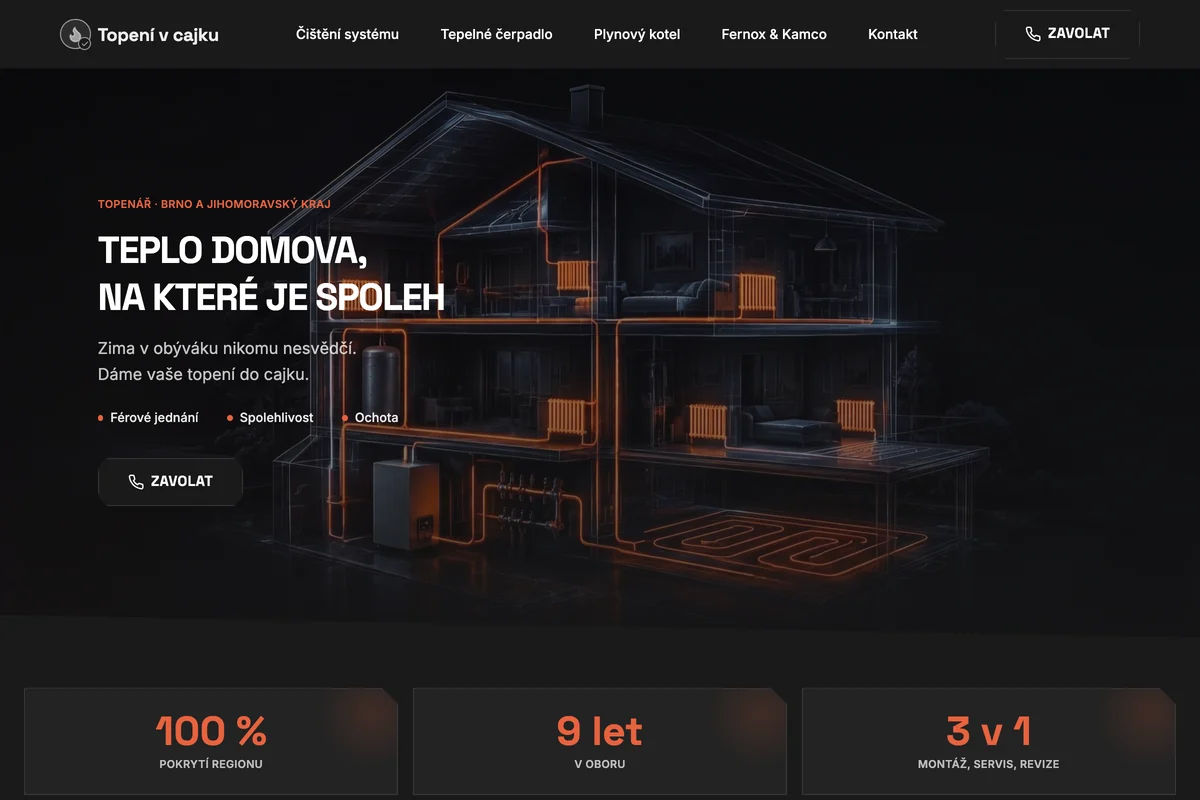 Topení v cajku
Čištění systému
Tepelné čerpadlo
Plynový kotel
Fernox & Kamco
Kontakt
ZAVOLAT
TOPENÁŘ · BRNO A JIHOMORAVSKÝ KRAJ
TEPLO DOMOVA,
NA KTERÉ JE SPOLEH
Zima v obýváku nikomu nesvědčí.
Dáme vaše topení do cajku.
Férové jednání
Spolehlivost
Ochota
ZAVOLAT
100 %
POKRYTÍ REGIONU
9 let
V OBORU
3 v 1
MONTÁŽ, SERVIS, REVIZE